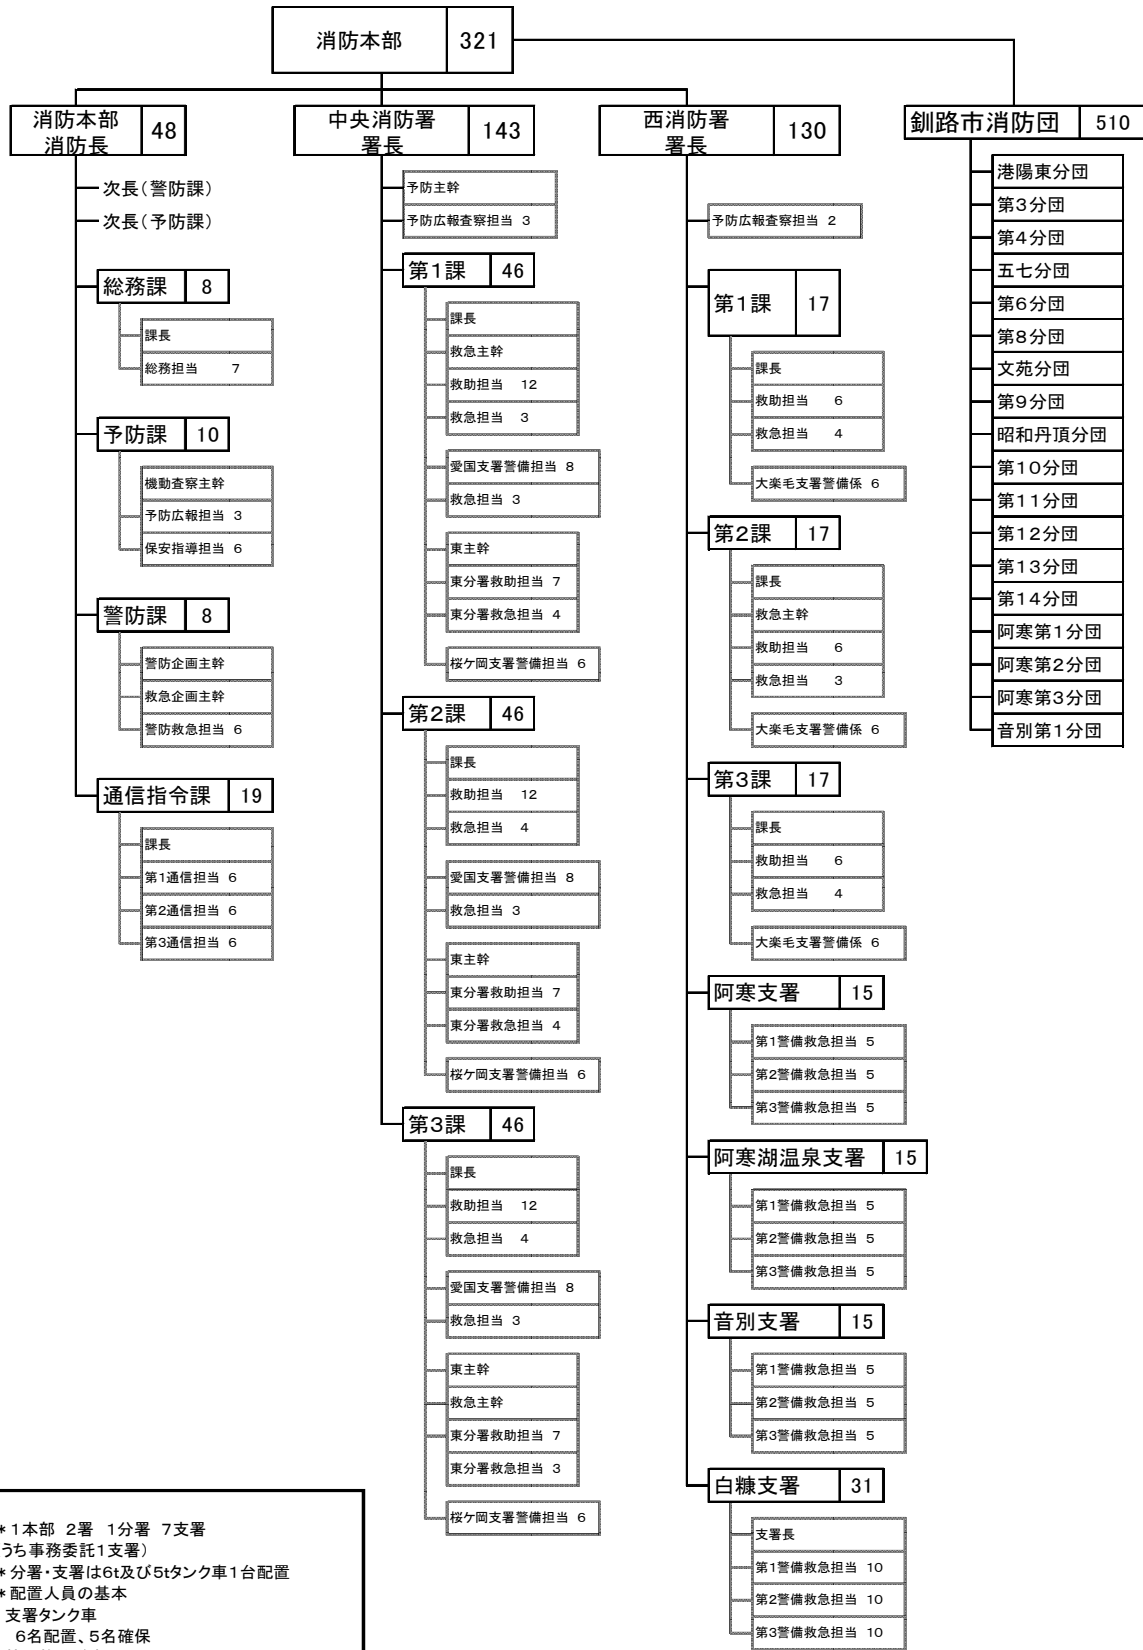 消防本部 321
消防本部
消防長 48
次長(警防課)
次長(予防課)
総務課 8
課長
総務担当 7
予防課 10
機動査察主幹
予防広報担当 3
保安指導担当 6
警防課 8
警防企画主幹
救急企画主幹
警防救急担当 6
通信指令課 19
課長
第1通信担当 6
第2通信担当 6
第3通信担当 6
中央消防署
署長 143
予防主幹
予防広報査察担当 3
第1課 46
課長
救急主幹
救助担当 12
救急担当 3
愛国支署警備担当 8
救急担当 3
東主幹
東分署救助担当 7
東分署救急担当 4
桜ケ岡支署警備担当 6
第2課 46
課長
救助担当 12
救急担当 4
愛国支署警備担当 8
救急担当 3
東主幹
東分署救助担当 7
東分署救急担当 4
桜ケ岡支署警備担当 6
第3課 46
課長
救助担当 12
救急担当 4
愛国支署警備担当 8
救急担当 3
東主幹
救急主幹
東分署救助担当 7
東分署救急担当 3
桜ケ岡支署警備担当 6
西消防署
署長 130
予防広報査察担当 2
第1課 17
課長
救助担当 6
救急担当 4
大楽毛支署警備係 6
第2課 17
課長
救急主幹
救助担当 6
救急担当 3
大楽毛支署警備係 6
第3課 17
課長
救助担当 6
救急担当 4
大楽毛支署警備係 6
阿寒支署 15
第1警備救急担当 5
第2警備救急担当 5
第3警備救急担当 5
阿寒湖温泉支署 15
第1警備救急担当 5
第2警備救急担当 5
第3警備救急担当 5
音別支署 15
第1警備救急担当 5
第2警備救急担当 5
第3警備救急担当 5
白糠支署 31
支署長
第1警備救急担当 10
第2警備救急担当 10
第3警備救急担当 10
釧路市消防団 510
港陽東分団
第3分団
第4分団
五七分団
第6分団
第8分団
文苑分団
第9分団
昭和丹頂分団
第10分団
第11分団
第12分団
第13分団
第14分団
阿寒第1分団
阿寒第2分団
阿寒第3分団
音別第1分団
*1本部 2署 1分署 7支署
うち事務委託1支署)
*分署・支署は6t及び5tタンク車1台配置
*配置人員の基本
支署タンク車
6名配置、5名確保